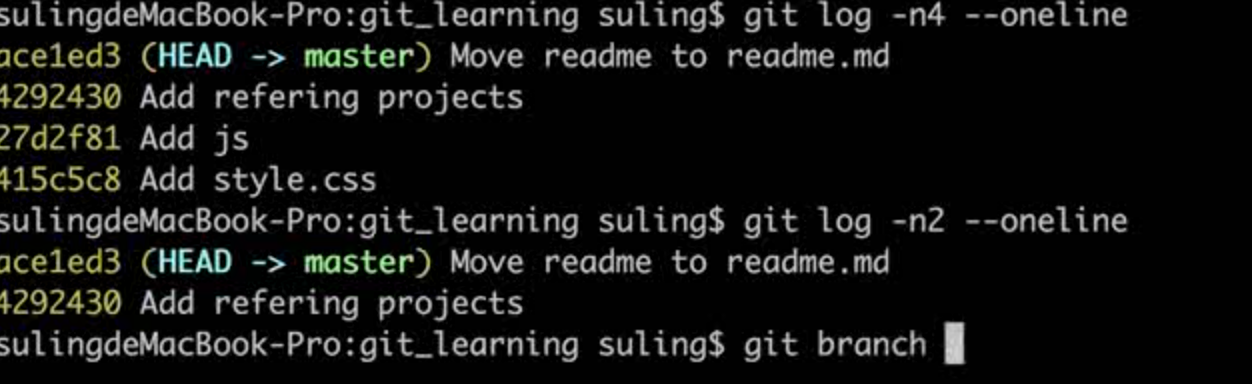 sulingdeMacBook-Pro:git_learning suling$ git log -n4 --oneline
ace1ed3 (HEAD -> master) Move readme to readme.md
4292430 Add refering projects
27d2f81 Add js
415c5c8 Add style.css
sulingdeMacBook-Pro:git_learning suling$ git log -n2 --oneline
ace1ed3 (HEAD -> master) Move readme to readme.md
4292430 Add refering projects
sulingdeMacBook-Pro:git_learning suling$ git branch